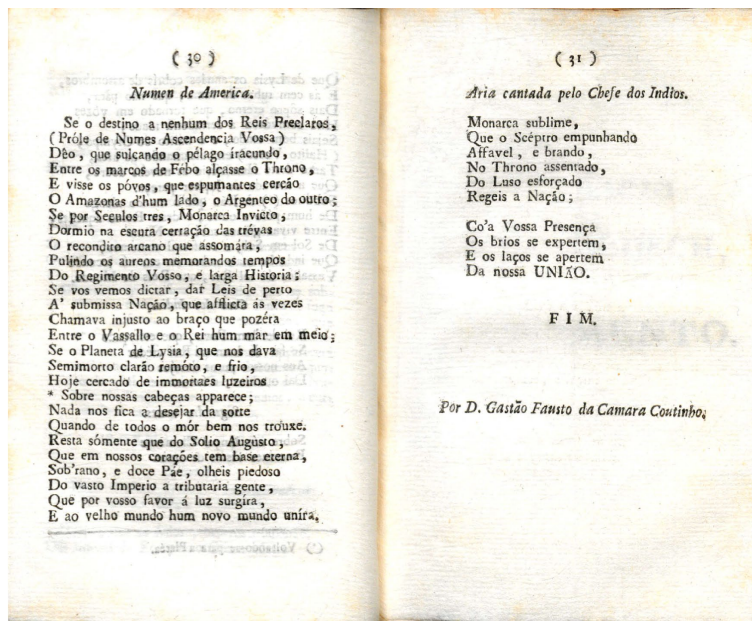 ( 30 )
Numen de America.
Se o destino a nenhum dos Reis Preclaros,
( Próle de Numes Ascendencia Vossa )
Dêo, que sulcando o pélago iracundo,
Entre os marcos de Fébo alçasse o Throno,
E visse os póvos, que espumantes cercão
O Amazonas d'hum lado, o Argenteo do outro;
Se por Seculos tres, Monarca Invicto,
Dormio na escura cerração das trévas
O recondito arcano que assomára,
Pulindo os aureos memorandos tempos
Do Regimento Vosso, e larga Historia;
Se vos vemos dictar, dar Leis de perto
A' submissa Nação, que afflicta ás vezes
Chamava injusto ao braço que pozéra
Entre o Vassallo e o Rei hum mar em meio;
Se o Planeta de Lysia, que nos dava
Semimorto clarão remóto, e frio,
Hoje cercado de immortaes luzeiros
* Sobre nossas cabeças apparece;
Nada nos fica a desejar da sorte
Quando de todos o mór bem nos trouxe.
Resta sómente que do Solio Augusto,
Que em nossos corações tem base eterna,
Sob'rano, e doce Páe, olheis piedoso
Do vasto Imperio a tributaria gente,
Que por vosso favor á luz surgíra,
E ao velho mundo hum novo mundo uníra.
( 31 )
Aria cantada pelo Chefe dos Indios.
Monarca sublime,
Que o Scéptro empunhando
Affavel, e brando,
No Throno assentado,
Do Luso esforçado
Regeis a Nação;
Co'a Vossa Presença
Os brios se expertem,
E os laços se apertem
Da nossa UNIÃO.
F I M.
Por D. Gastão Fausto da Camara Coutinho.